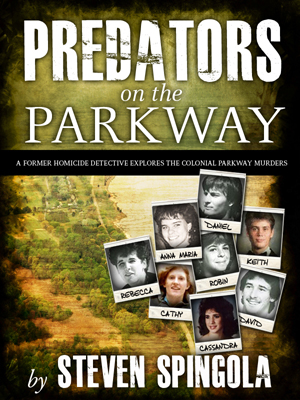 PREDATORS
on the
PARKWAY
A FORMER HOMICIDE DETECTIVE EXPLORES THE COLONIAL PARKWAY MURDERS
DANIEL
ANNA MARIA
KEITH
ROBIN
REBECCA
CATHY
DAVID
CASSANDRA
by STEVEN SPINGOLA